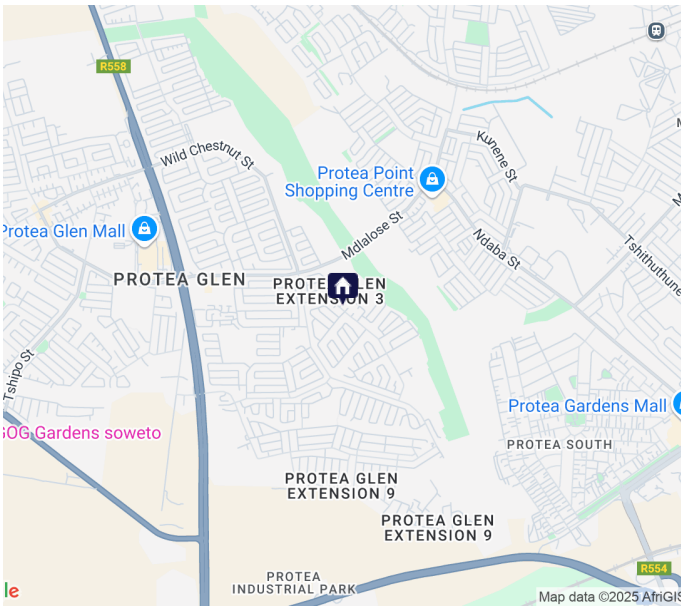 R558
Wild Chestnut St
Kunene St
Protea Point
Shopping Centre
Mdlalose St
Ndaba St
Protea Glen Mall
Tshithuthune
PROTEA GLEN
EXTENSION 3
PROTEA GLEN
Tshipo St
Protea Gardens Mall
GOG Gardens soweto
PROTEA SOUTH
PROTEA GLEN
EXTENSION 9
PROTEA GLEN
EXTENSION 9
PROTEA
INDUSTRIAL PARK
R554
le
Map data ©2025 AfriGIS